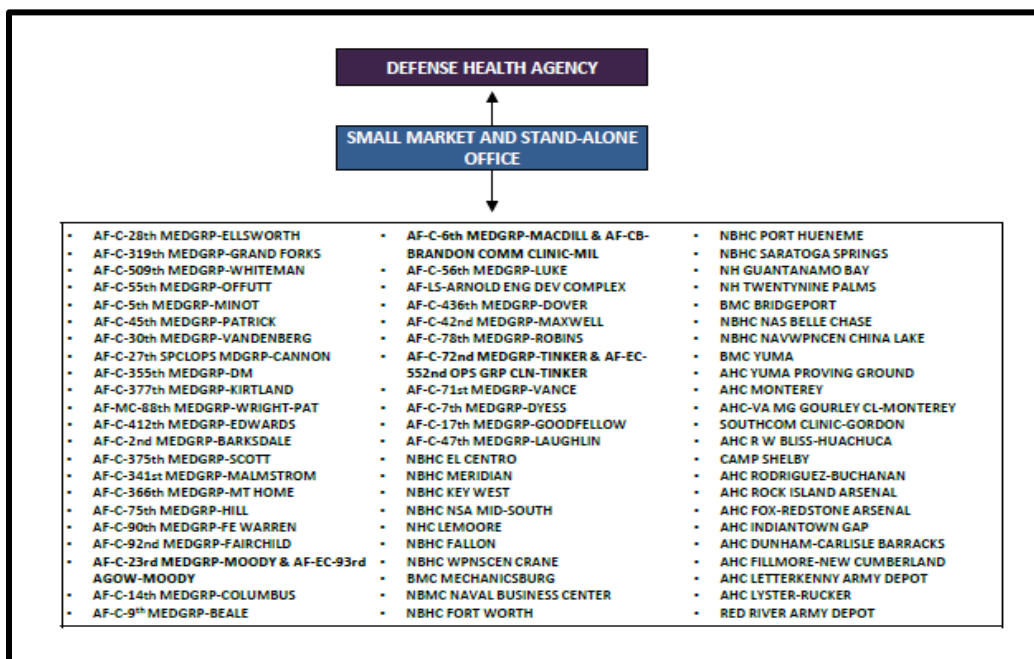 DEFENSE HEALTH AGENCY
SMALL MARKET AND STAND-ALONE
OFFICE
• AF-C-28th MEDGRP-ELLSWORTH
• AF-C-319th MEDGRP-GRAND FORKS
• AF-C-509th MEDGRP-WHITEMAN
• AF-C-55th MEDGRP-OFFUTT
• AF-C-5th MEDGRP-MINOT
• AF-C-45th MEDGRP-PATRICK
• AF-C-30th MEDGRP-VANDENBERG
• AF-C-27th SPCLOPS MDGRP-CANNON
• AF-C-355th MEDGRP-DM
• AF-C-377th MEDGRP-KIRTLAND
• AF-MC-88th MEDGRP-WRIGHT-PAT
• AF-C-412th MEDGRP-EDWARDS
• AF-C-2nd MEDGRP-BARKSDALE
• AF-C-375th MEDGRP-SCOTT
• AF-C-341st MEDGRP-MALMSTROM
• AF-C-366th MEDGRP-MT HOME
• AF-C-75th MEDGRP-HILL
• AF-C-90th MEDGRP-FE WARREN
• AF-C-92nd MEDGRP-FAIRCHILD
• AF-C-23rd MEDGRP-MOODY & AF-EC-93rd
AGOW-MOODY
• AF-C-14th MEDGRP-COLUMBUS
• AF-C-9th MEDGRP-BEALE
• AF-C-6th MEDGRP-MACDILL & AF-CB-
BRANDON COMM CLINIC-MIL
• AF-C-56th MEDGRP-LUKE
• AF-LS-ARNOLD ENG DEV COMPLEX
• AF-C-436th MEDGRP-DOVER
• AF-C-42nd MEDGRP-MAXWELL
• AF-C-78th MEDGRP-ROBINS
• AF-C-72nd MEDGRP-TINKER & AF-EC-
552nd OPS GRP CLN-TINKER
• AF-C-71st MEDGRP-VANCE
• AF-C-7th MEDGRP-DYESS
• AF-C-17th MEDGRP-GOODFELLOW
• AF-C-47th MEDGRP-LAUGHLIN
• NBHC EL CENTRO
• NBHC MERIDIAN
• NBHC KEY WEST
• NBHC NSA MID-SOUTH
• NHC LEMOORE
• NBHC FALLON
• NBHC WPNSCEN CRANE
• BMC MECHANICSBURG
• NBMC NAVAL BUSINESS CENTER
• NBHC FORT WORTH
• NBHC PORT HUENEME
• NBHC SARATOGA SPRINGS
• NH GUANTANAMO BAY
• NH TWENTYNINE PALMS
• BMC BRIDGEPORT
• NBHC NAS BELLE CHASE
• NBHC NAVWPNCEN CHINA LAKE
• BMC YUMA
• AHC YUMA PROVING GROUND
• AHC MONTEREY
• AHC-VA MG GOURLEY CL-MONTEREY
• SOUTHCOM CLINIC-GORDON
• AHC R W BLISS-HUACHUCA
• CAMP SHELBY
• AHC RODRIGUEZ-BUCHANAN
• AHC ROCK ISLAND ARSENAL
• AHC FOX-REDSTONE ARSENAL
• AHC INDIANTOWN GAP
• AHC DUNHAM-CARLISLE BARRACKS
• AHC FILLMORE-NEW CUMBERLAND
• AHC LETTERKENNY ARMY DEPOT
• AHC LYSTER-RUCKER
• RED RIVER ARMY DEPOT